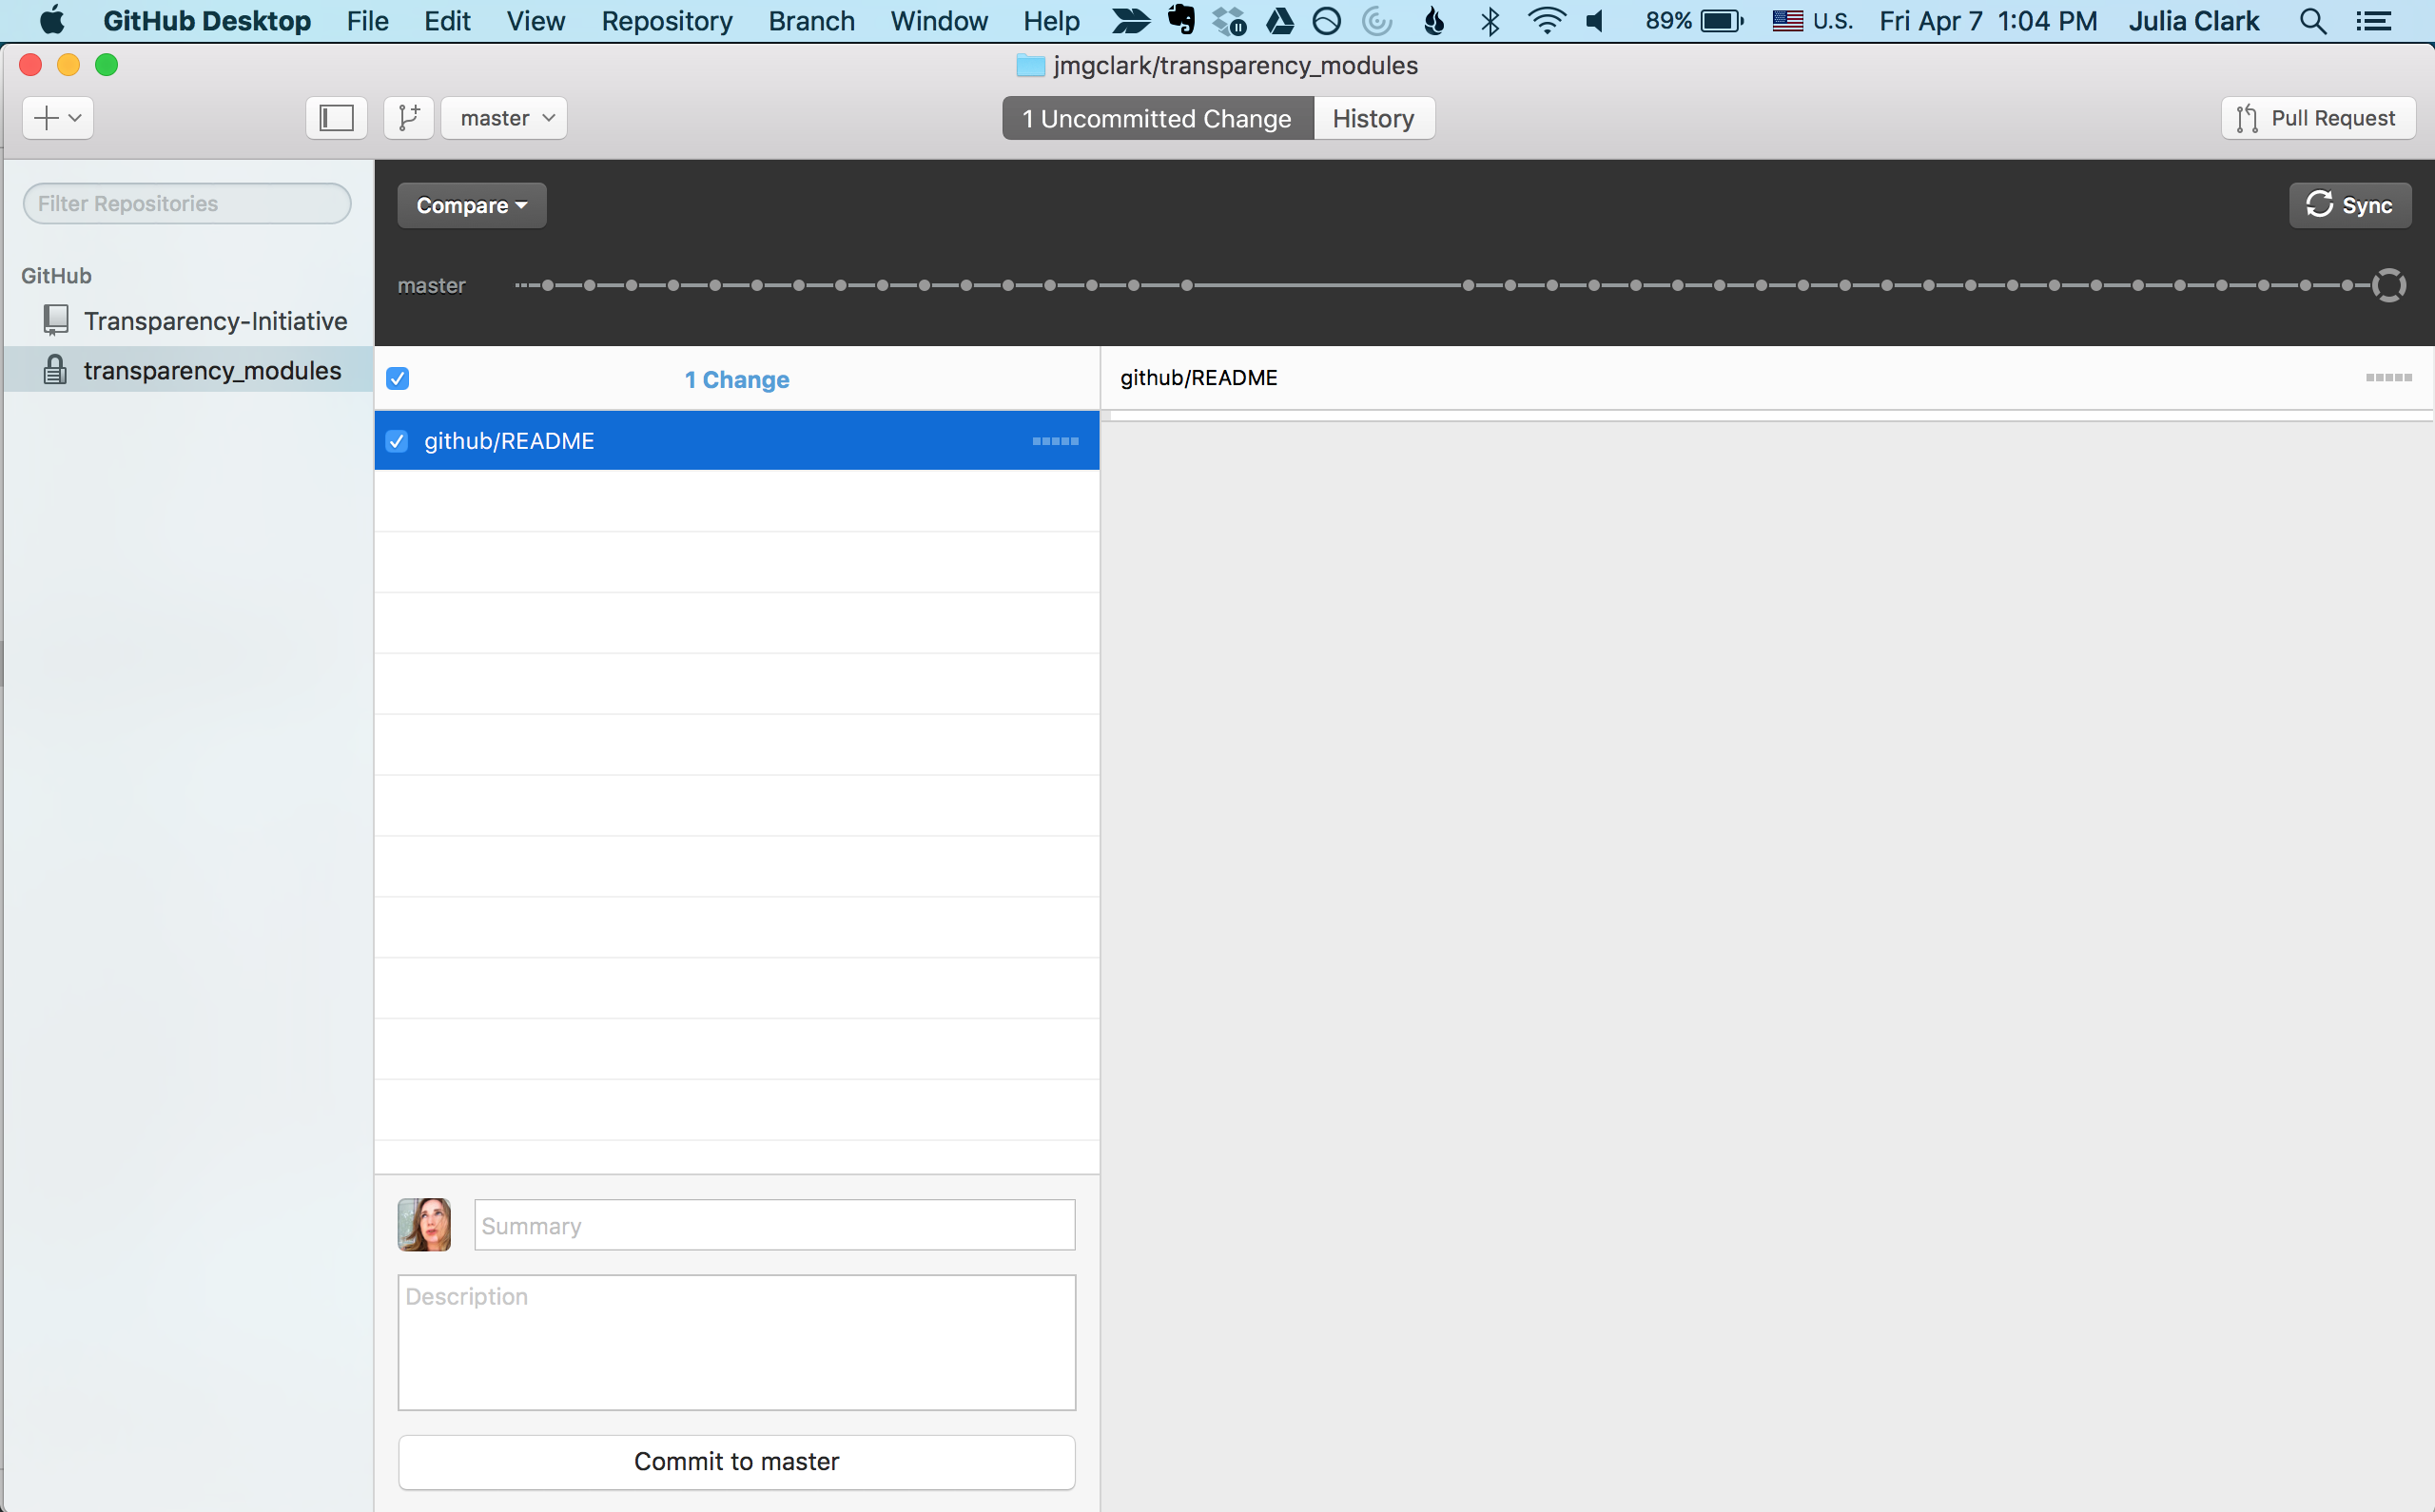 GitHub Desktop File Edit View Repository Branch Window Help 89% U.S. Fri Apr 7 1:04 PM Julia Clark
jmgclark/transparency_modules
master 1 Uncommitted Change History Pull Request
Filter Repositories
Compare Sync
GitHub
master
Transparency-Initiative
transparency_modules
1 Change
github/README
github/README
Summary
Description
Commit to master